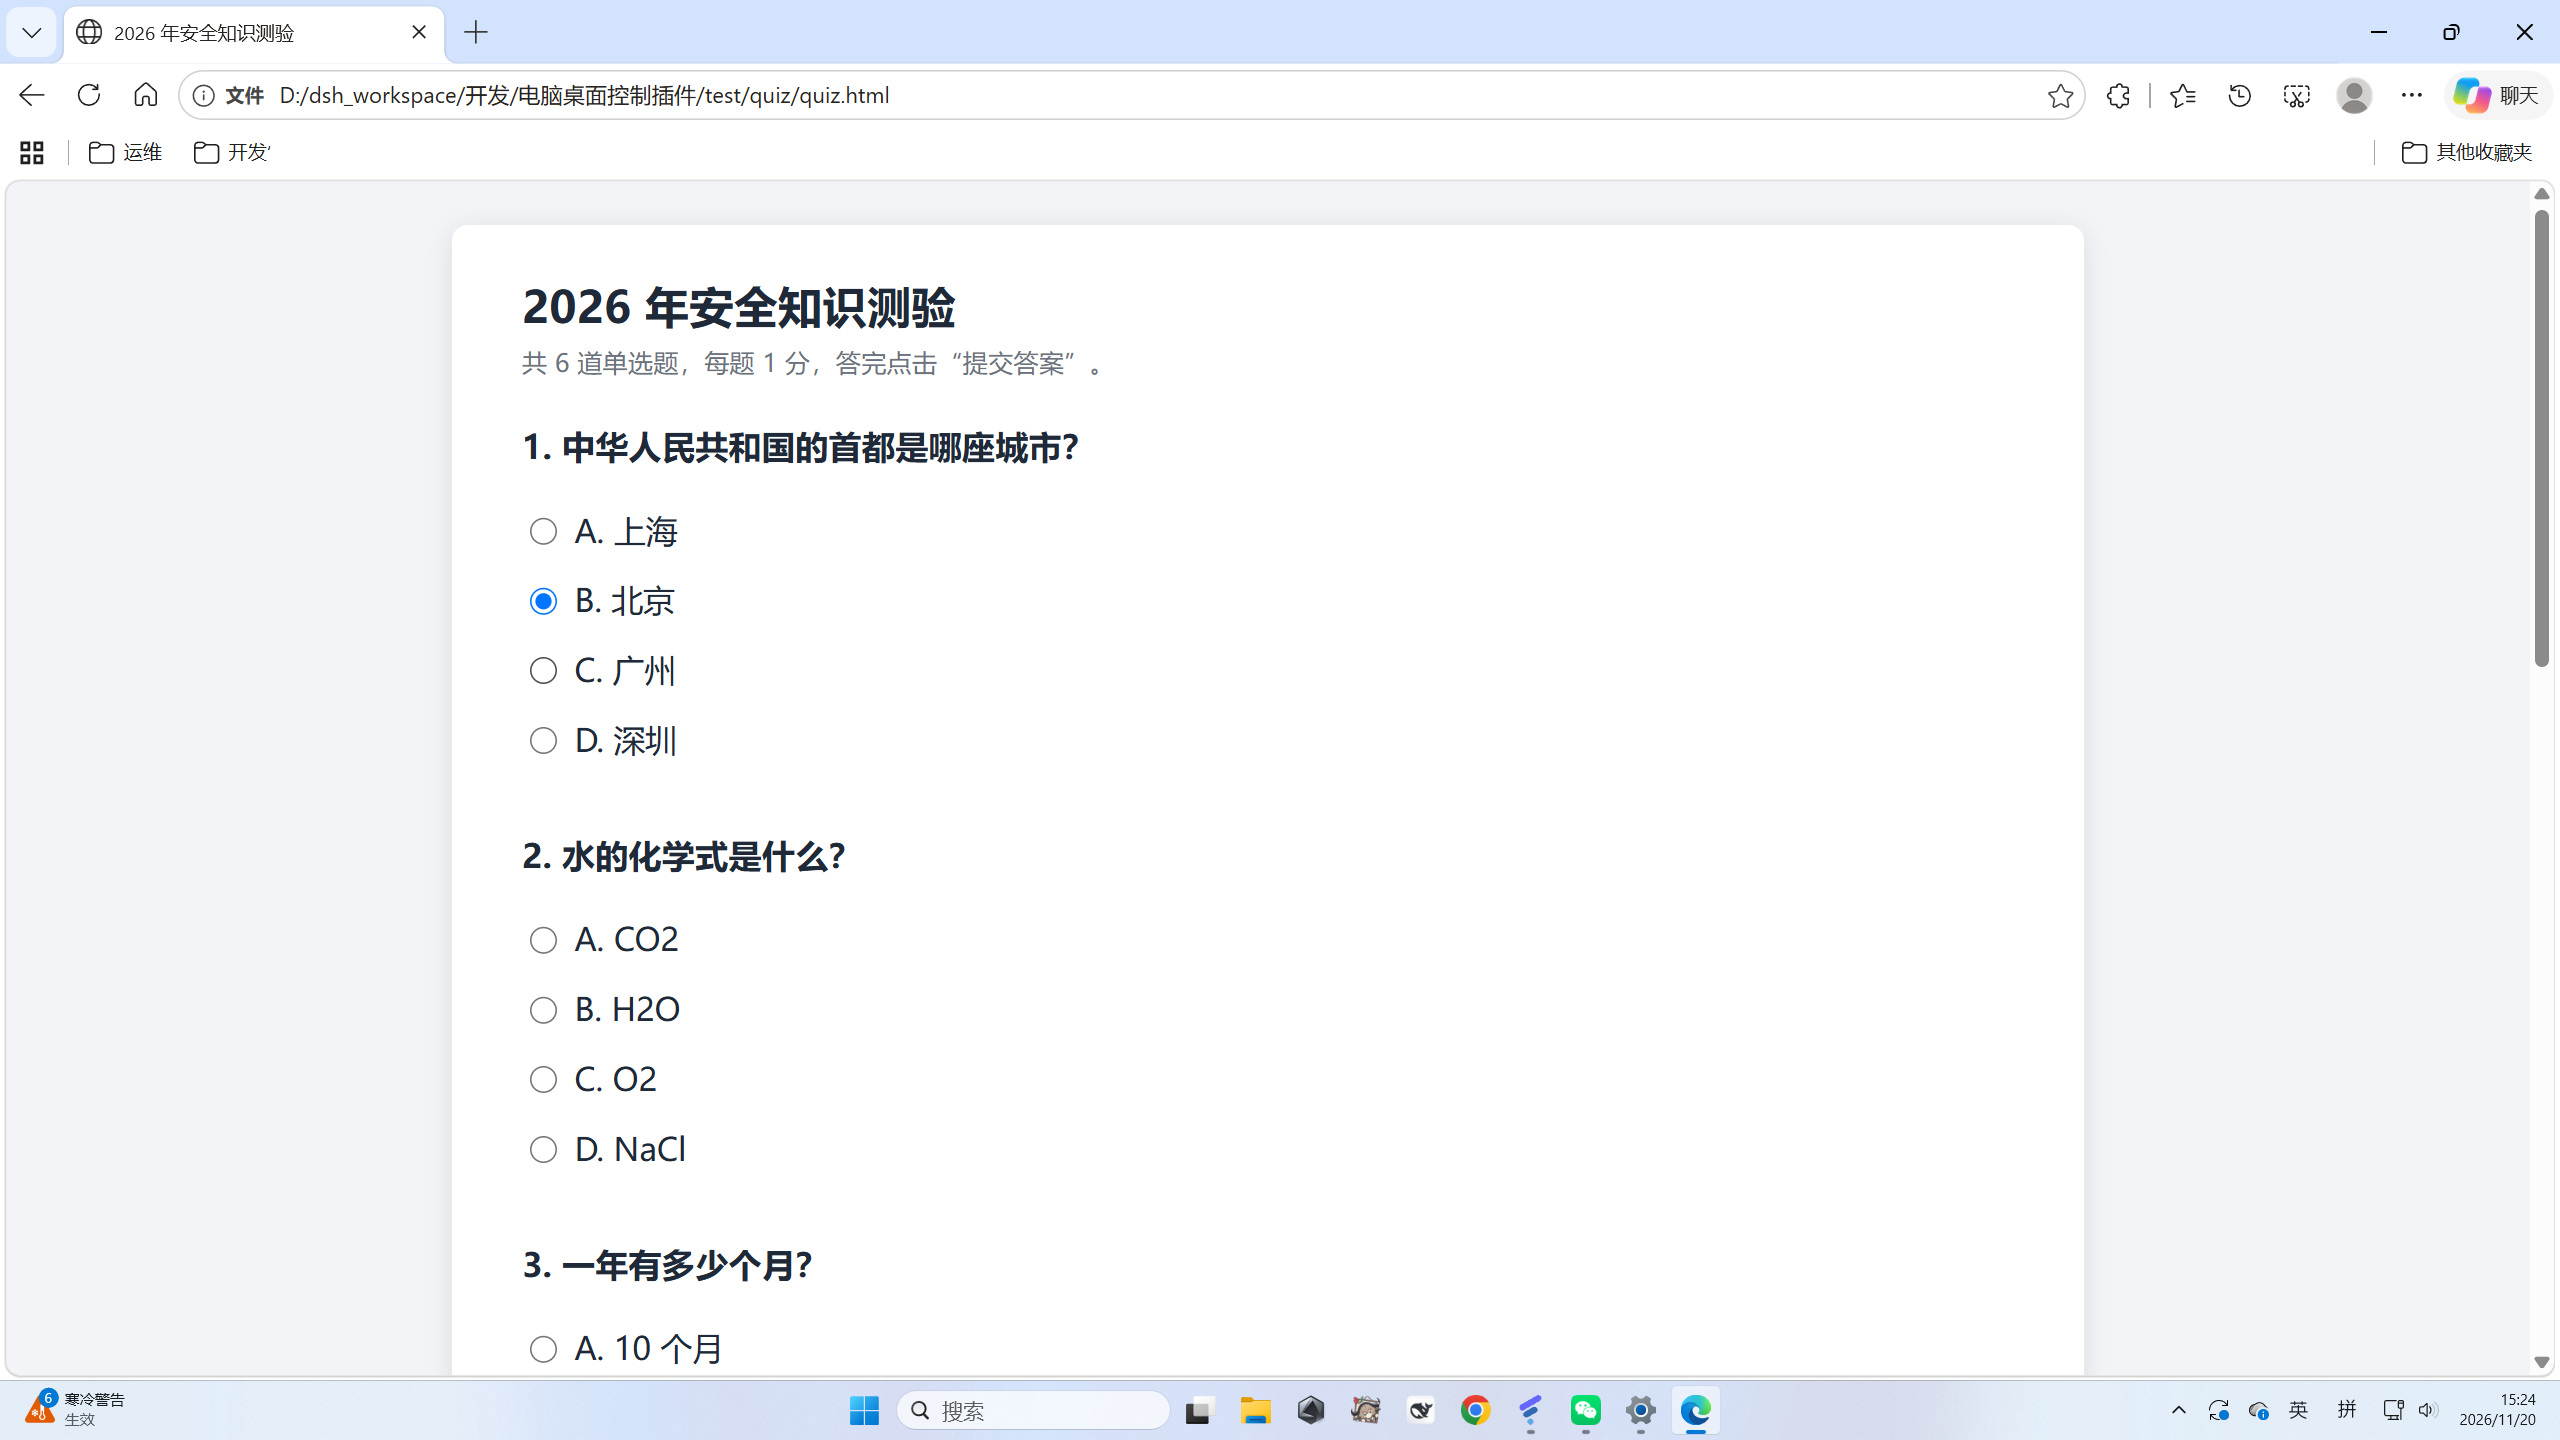 2026 年安全知识测验
文件 D:/dsh_workspace/开发/电脑桌面控制插件/test/quiz/quiz.html
聊天
运维
开发'
其他收藏夹
2026 年安全知识测验
共 6 道单选题，每题 1 分，答完点击“提交答案”。
1. 中华人民共和国的首都是哪座城市？
A. 上海
B. 北京
C. 广州
D. 深圳
2. 水的化学式是什么？
A. CO2
B. H2O
C. O2
D. NaCl
3. 一年有多少个月？
A. 10 个月
6
寒冷警告
生效
搜索
英
拼
15:24
2026/11/20